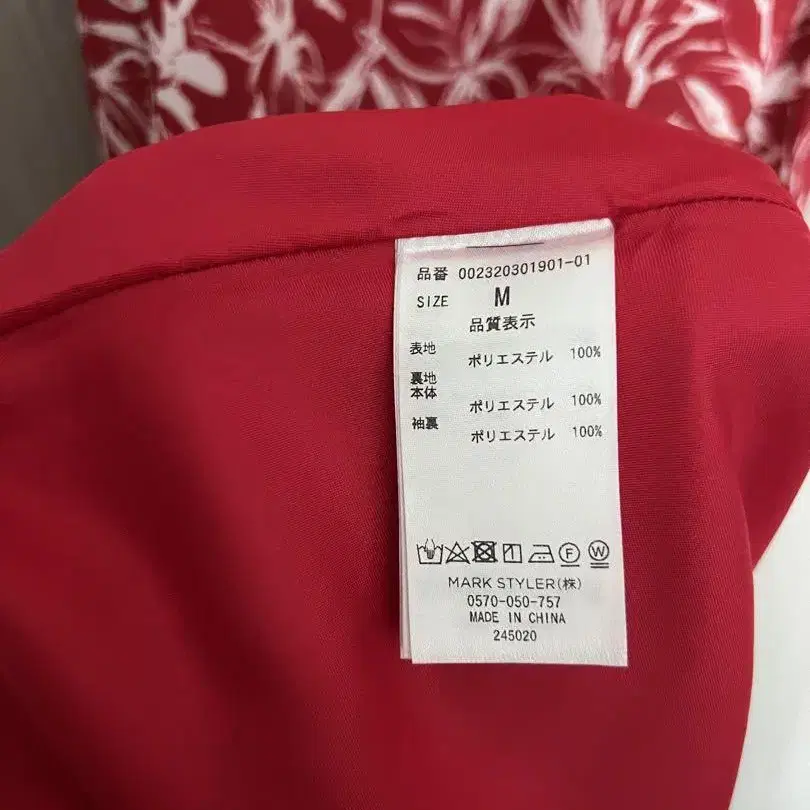 品番 002320301901-01
SIZE M
品質表示
表地 ポリエステル 100%
裏地
本体 ポリエステル 100%
袖裏 ポリエステル 100%
F W
MARK STYLER(株)
0570-050-757
MADE IN CHINA
245020